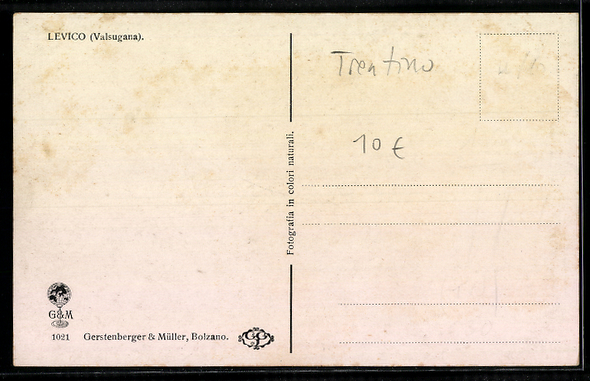 LEVICO (Valsugana).
Trentino
10 €
Fotografia in colori naturali.
G&M
1021 Gerstenberger & Müller, Bolzano.